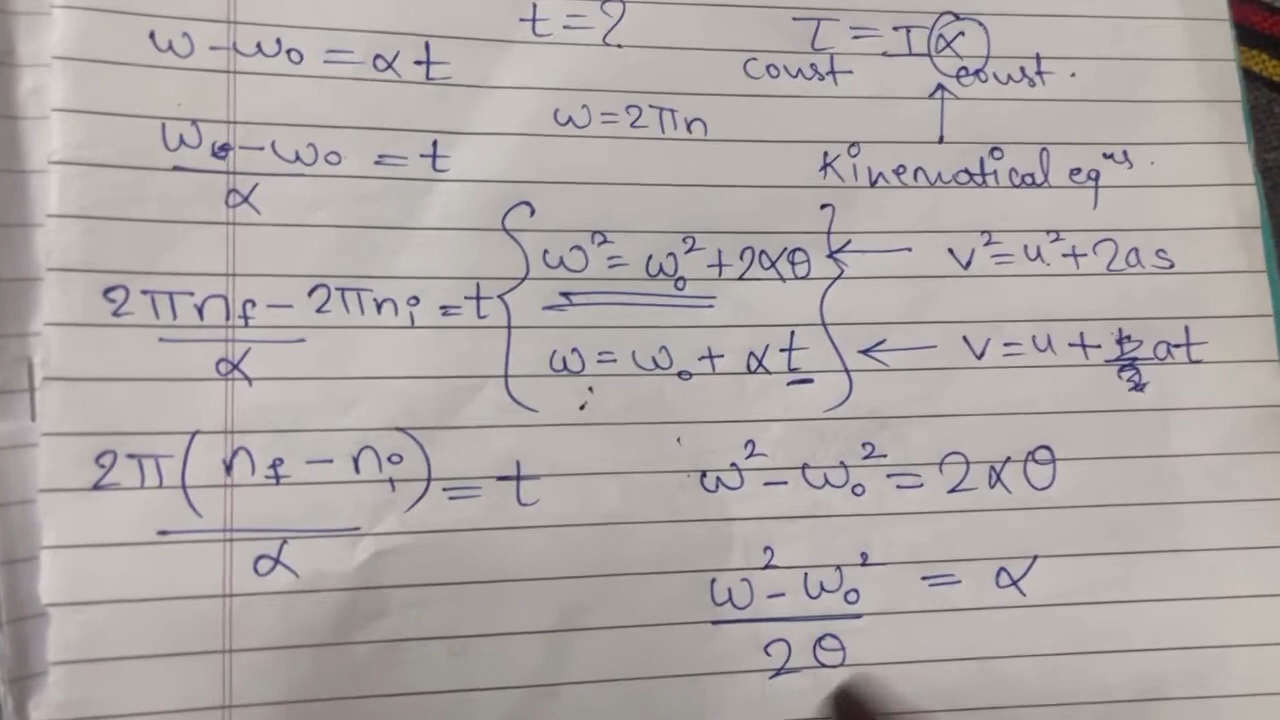 t = ?
τ = Iα
const const.
ω - ω₀ = αt
ω = 2πn
ω - ω₀ / α = t
Kinematical eqⁿˢ.
ω² = ω₀² + 2αθ ← v² = u² + 2as
2πn_f - 2πn_i / α = t
ω = ω₀ + αt ← v = u + at
2π(n_f - n_i) / α = t
ω² - ω₀² = 2αθ
ω² - ω₀² / 2θ = α